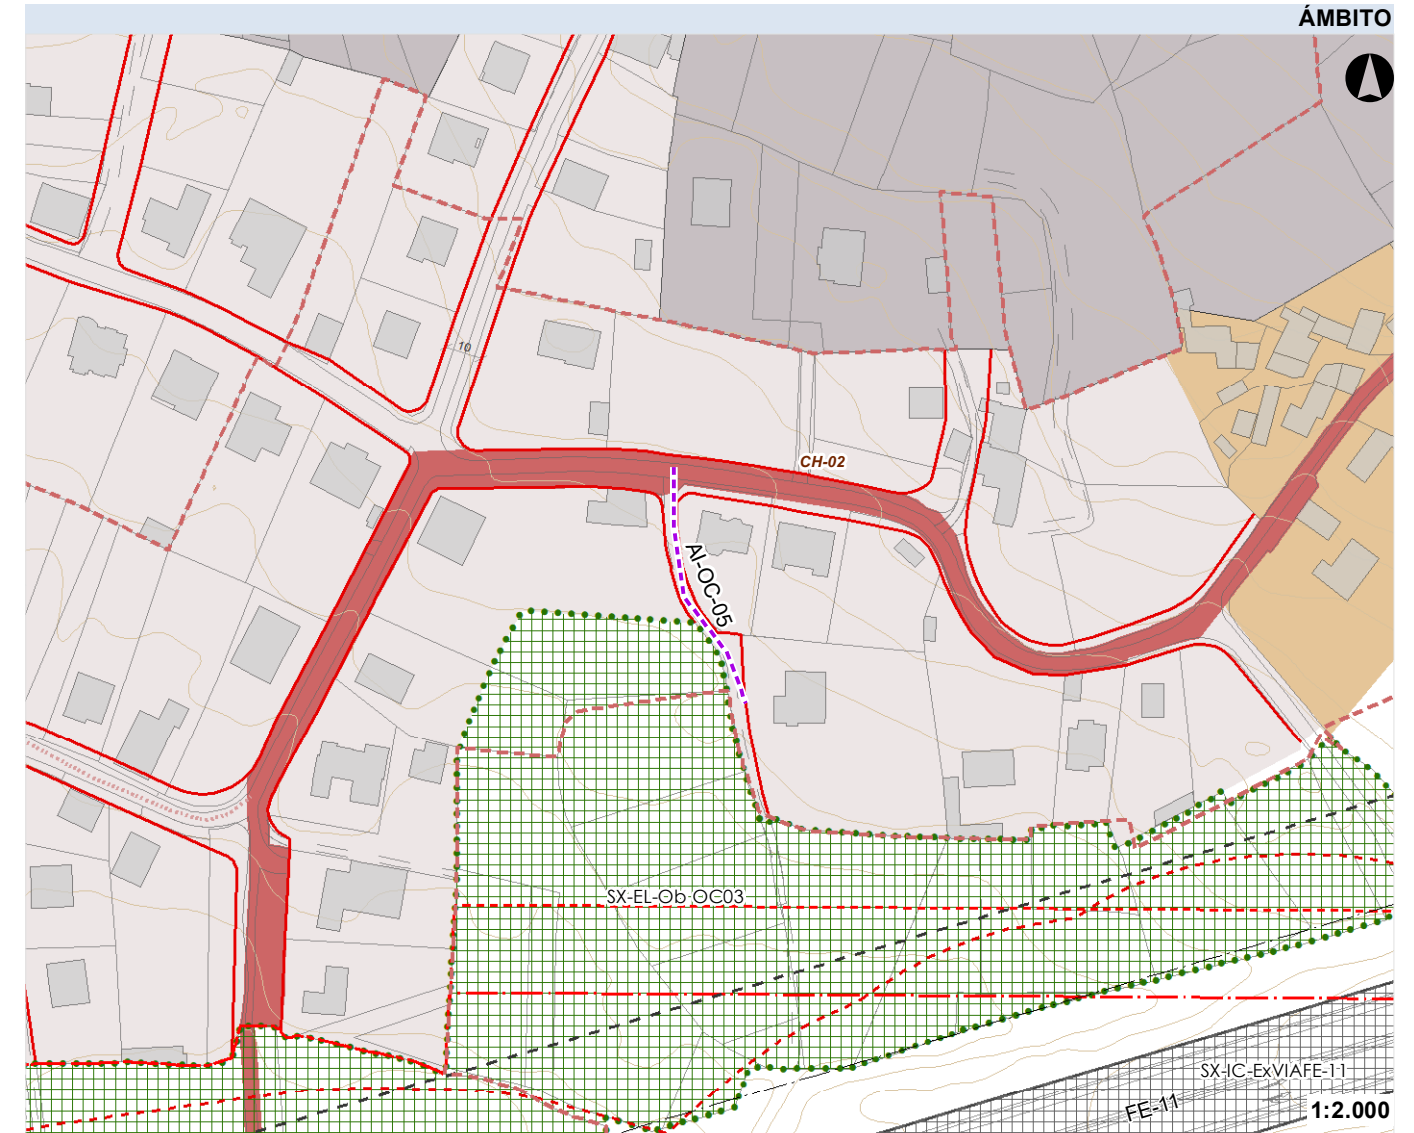 ÁMBITO
10
CH-02
AI-OC-05
SX-EL-Ob OC03
SX-IC-ExVIAFE-11
FE-11
1:2.000